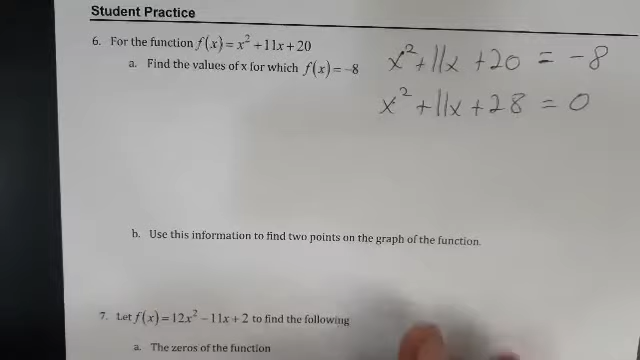 Student Practice
6. For the function f(x) = x² + 11x + 20
a. Find the values of x for which f(x) = -8
x² + 11x + 20 = -8
x² + 11x + 28 = 0
b. Use this information to find two points on the graph of the function.
7. Let f(x) = 12x² - 11x + 2 to find the following
a. The zeros of the function